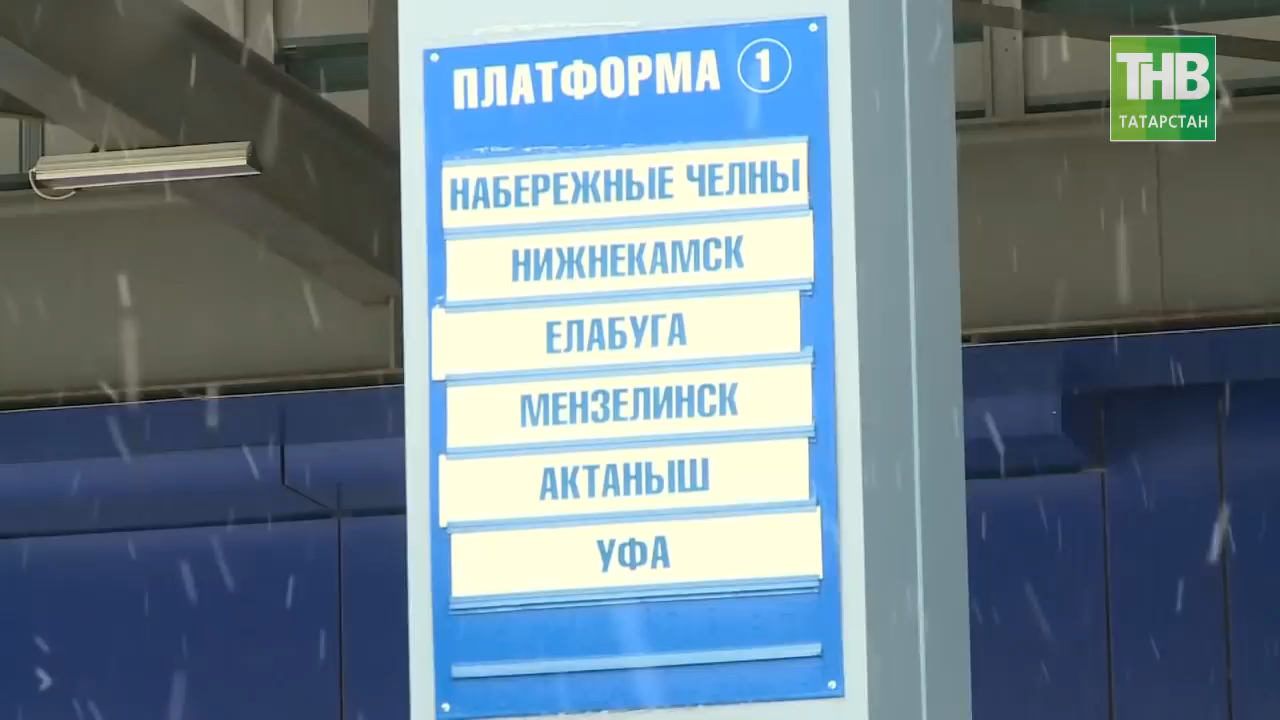 ПЛАТФОРМА 1
НАБЕРЕЖНЫЕ ЧЕЛНЫ
НИЖНЕКАМСК
ЕЛАБУГА
МЕНЗЕЛИНСК
АКТАНЫШ
УФА
ТНВ
ТАТАРСТАН